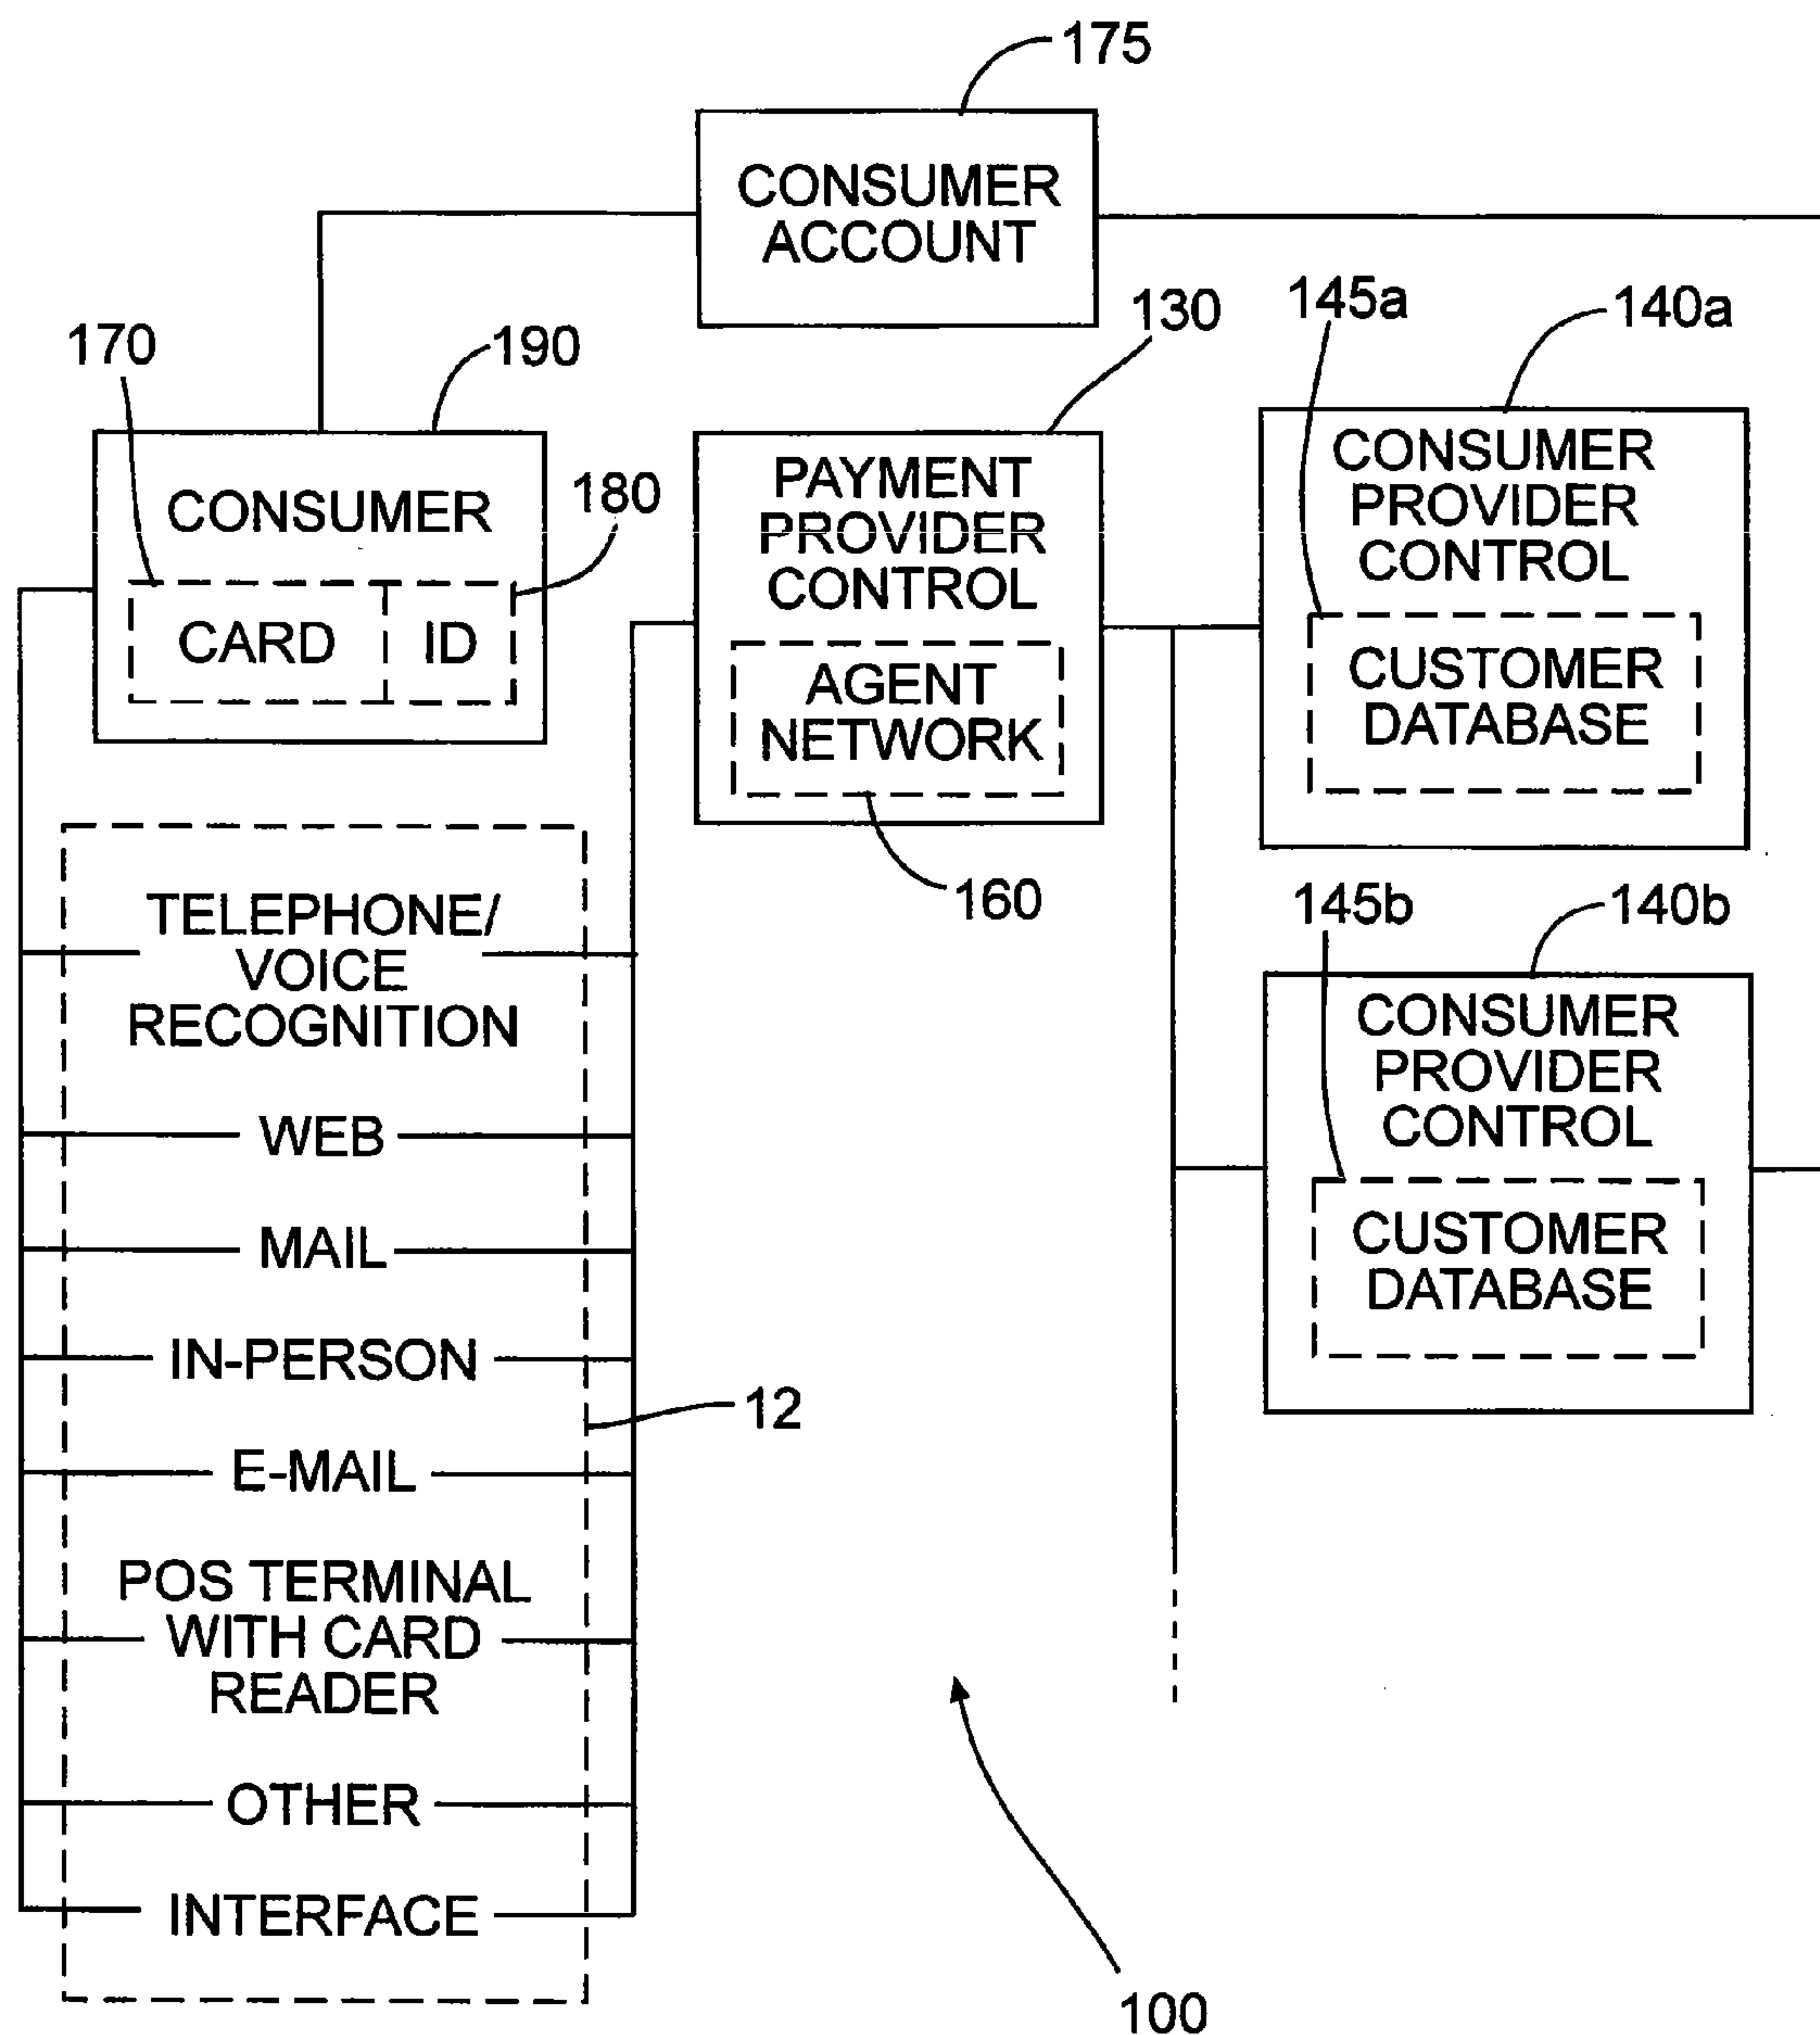 175
CONSUMER
ACCOUNT
145a
140a
130
170
190
CONSUMER
180
CARD
ID
PAYMENT
PROVIDER
CONTROL
AGENT
NETWORK
160
CONSUMER
PROVIDER
CONTROL
CUSTOMER
DATABASE
145b
140b
CONSUMER
PROVIDER
CONTROL
CUSTOMER
DATABASE
TELEPHONE/
VOICE
RECOGNITION
WEB
MAIL
IN-PERSON
12
E-MAIL
POS TERMINAL
WITH CARD
READER
OTHER
INTERFACE
100